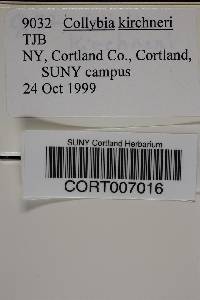 9032 Collybia kirchneri
TJB
NY, Cortland Co., Cortland,
SUNY campus
24 Oct 1999
SUNY Cortland Herbarium
CORT007016